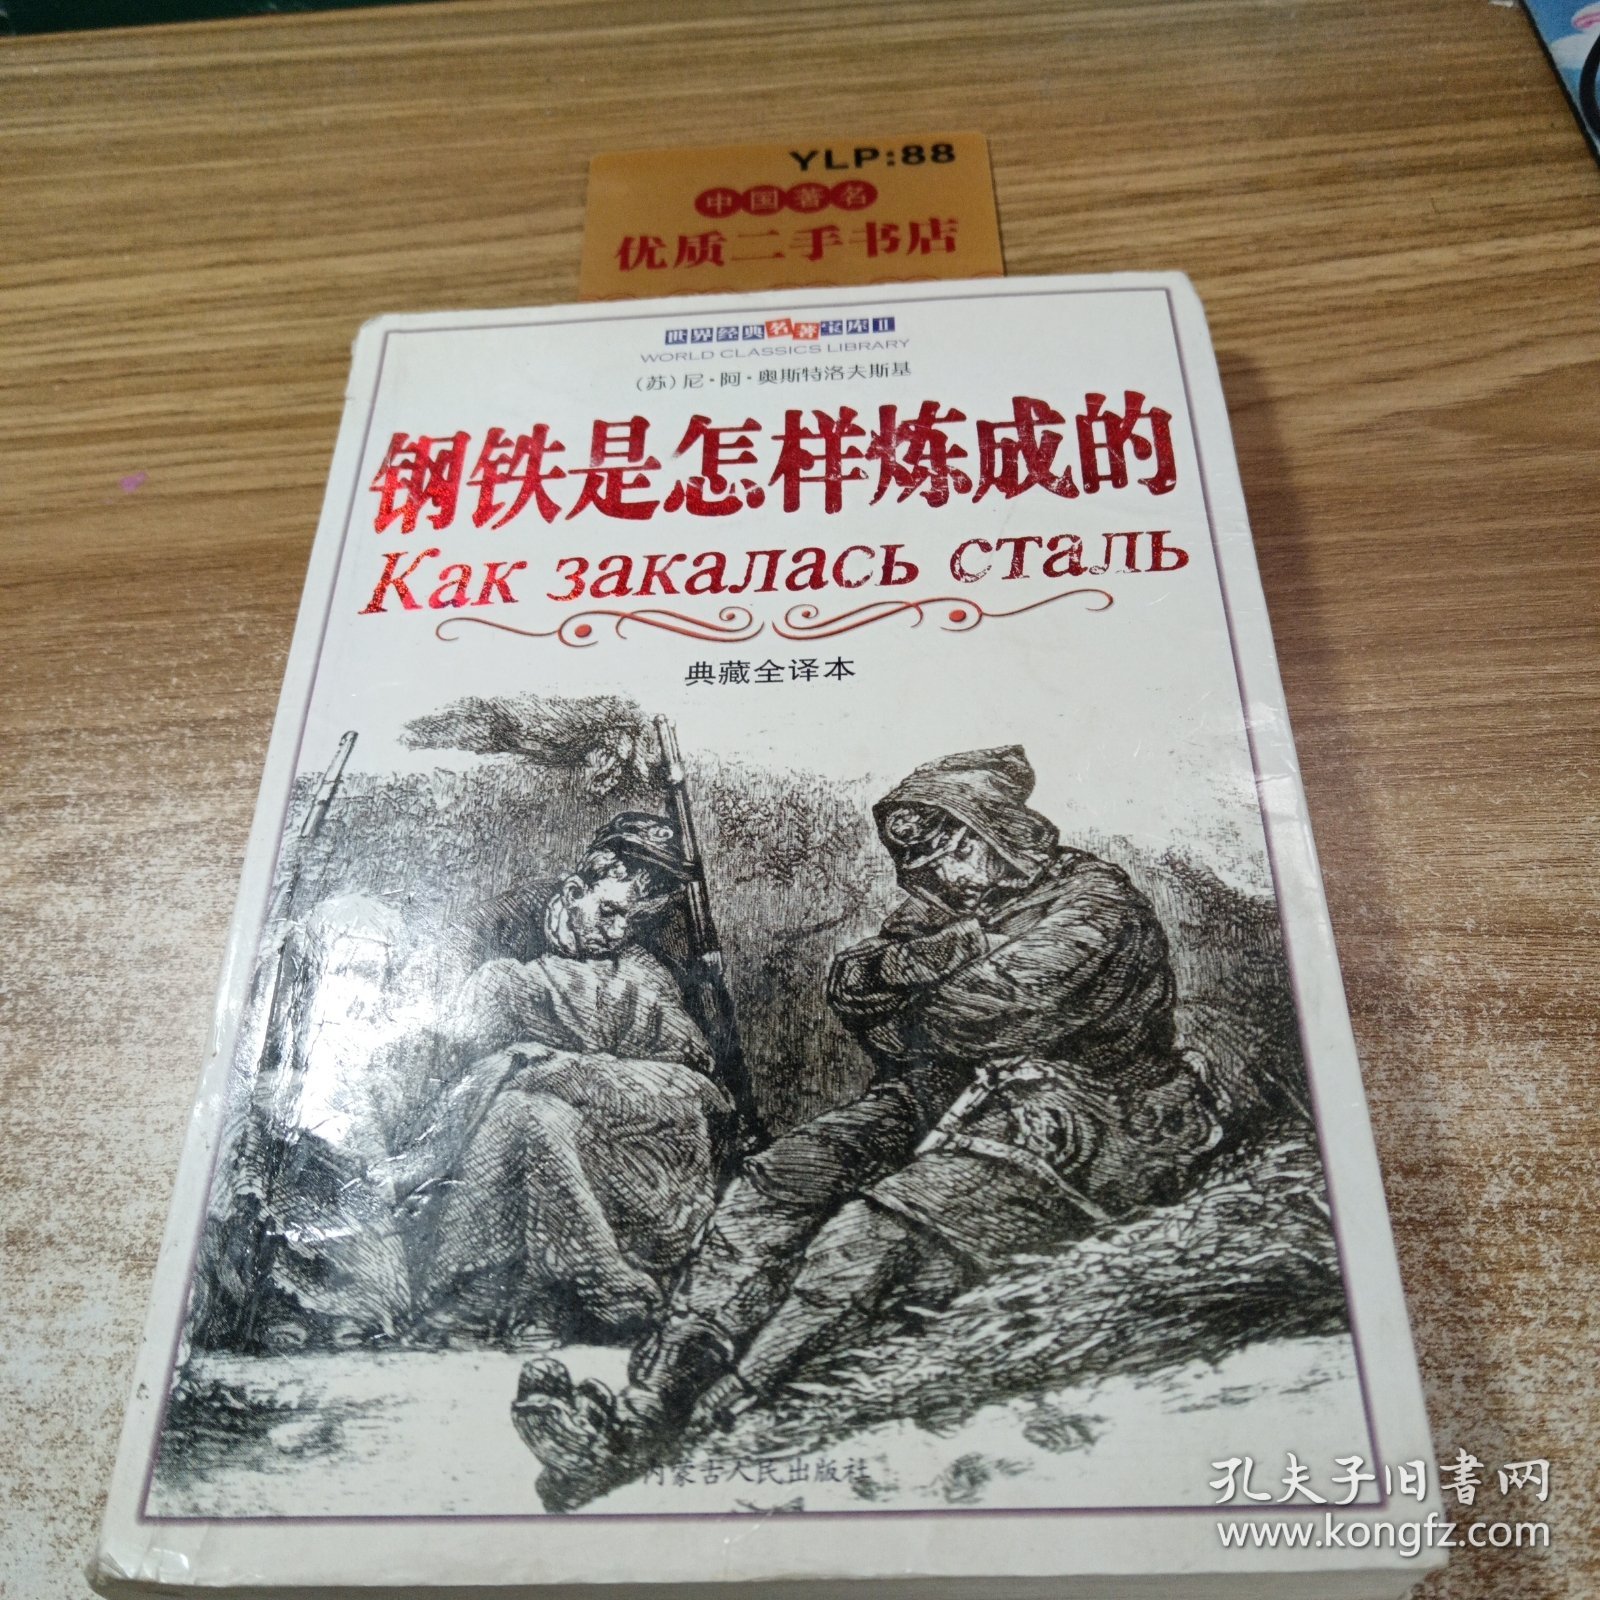 YLP:88
中国著名
优质二手书店
世界经典名著宝库II
WORLD CLASSICS LIBRARY
（苏）尼·阿·奥斯特洛夫斯基
钢铁是怎样炼成的
Как закалась сталь
典藏全译本
内蒙古人民出版社
孔夫子旧书网
www.kongfz.com